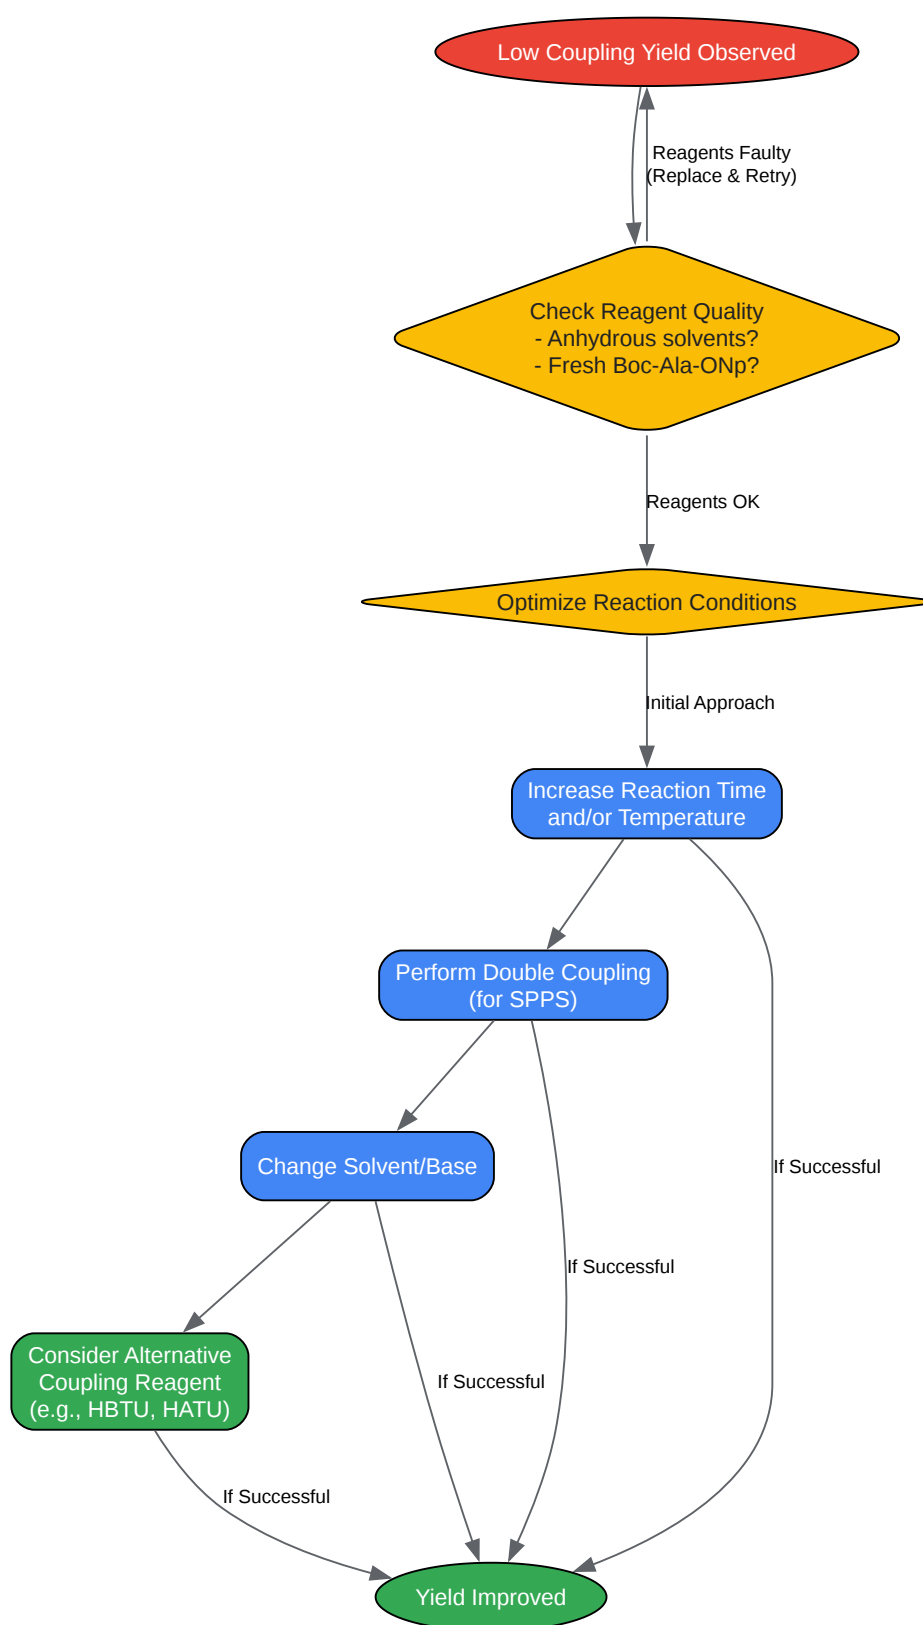 Low Coupling Yield Observed
Reagents Faulty
(Replace & Retry)
Check Reagent Quality
- Anhydrous solvents?
- Fresh Boc-Ala-ONp?
Reagents OK
Optimize Reaction Conditions
Initial Approach
Increase Reaction Time
and/or Temperature
Perform Double Coupling
(for SPPS)
Change Solvent/Base
If Successful
If Successful
Consider Alternative
Coupling Reagent
(e.g., HBTU, HATU)
If Successful
If Successful
Yield Improved